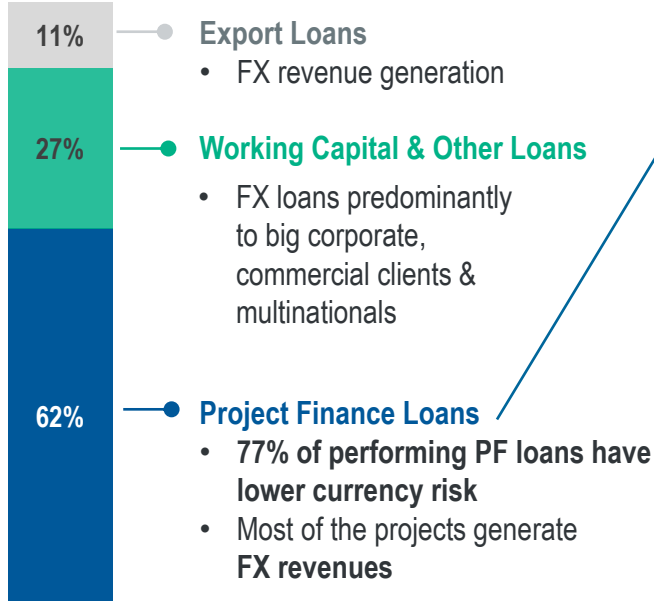 11%
Export Loans
• FX revenue generation
27%
Working Capital & Other Loans
• FX loans predominantly
to big corporate,
commercial clients &
multinationals
62%
Project Finance Loans
• 77% of performing PF loans have
lower currency risk
• Most of the projects generate
FX revenues